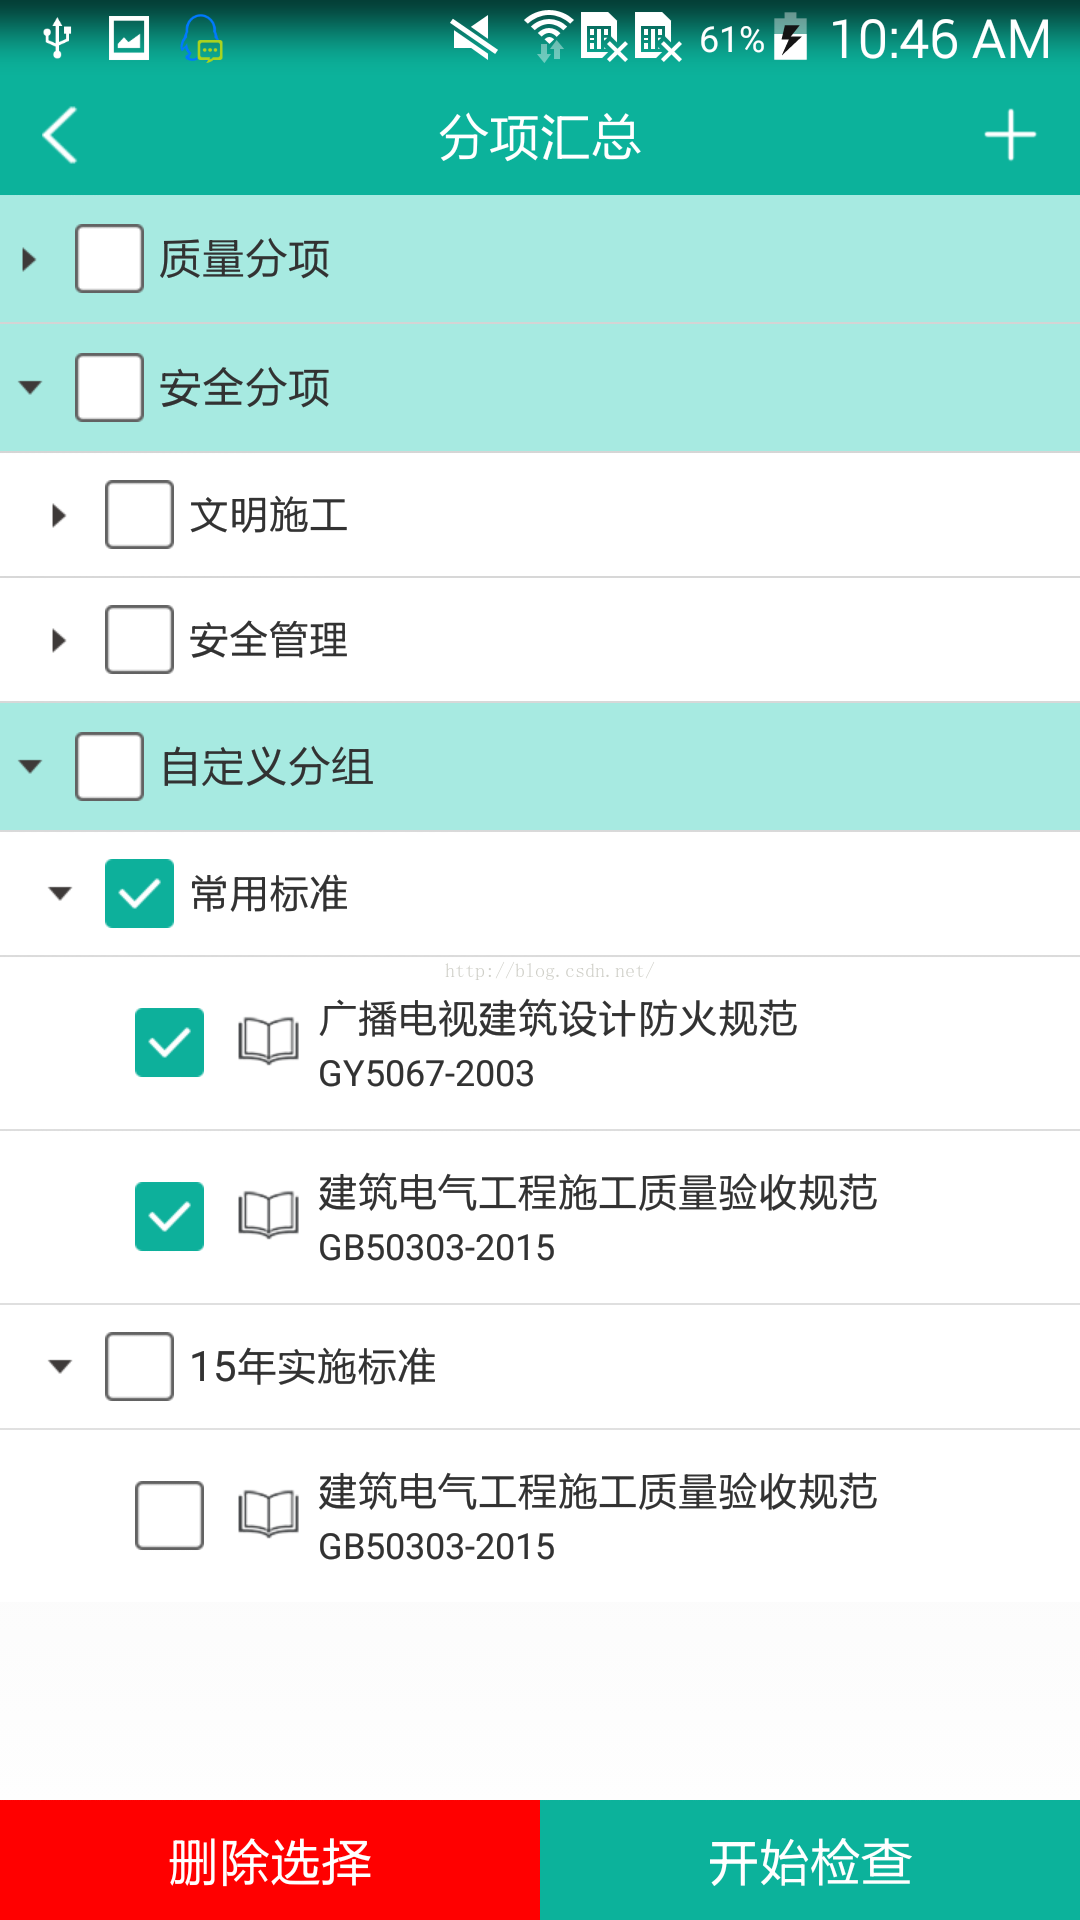 61% 10:46 AM
分项汇总
质量分项
安全分项
文明施工
安全管理
自定义分组
常用标准
http://blog.csdn.net/
广播电视建筑设计防火规范
GY5067-2003
建筑电气工程施工质量验收规范
GB50303-2015
15年实施标准
建筑电气工程施工质量验收规范
GB50303-2015
删除选择 开始检查